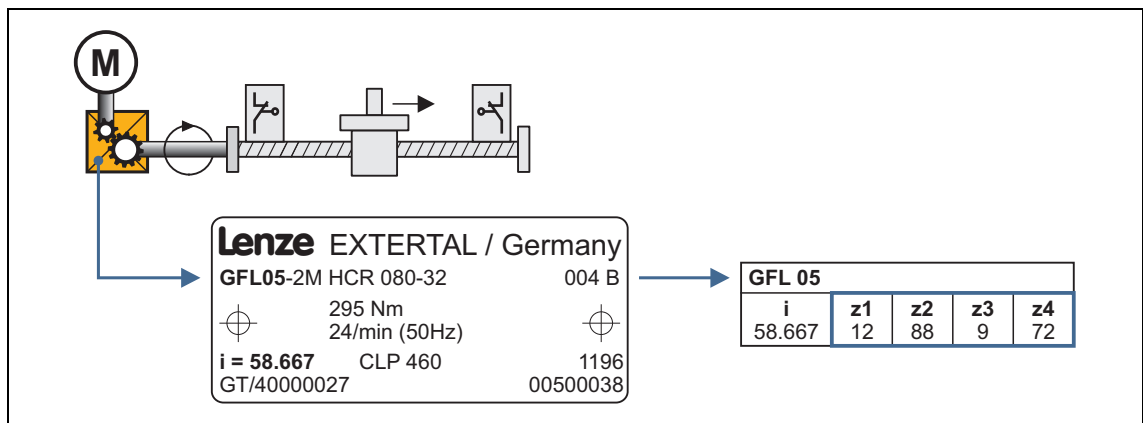 M
Lenze EXTERTAL / Germany
GFL05-2M HCR 080-32 004 B
295 Nm
24/min (50Hz)
i = 58.667 CLP 460 1196
GT/40000027 00500038
GFL 05
i z1 z2 z3 z4
58.667 12 88 9 72